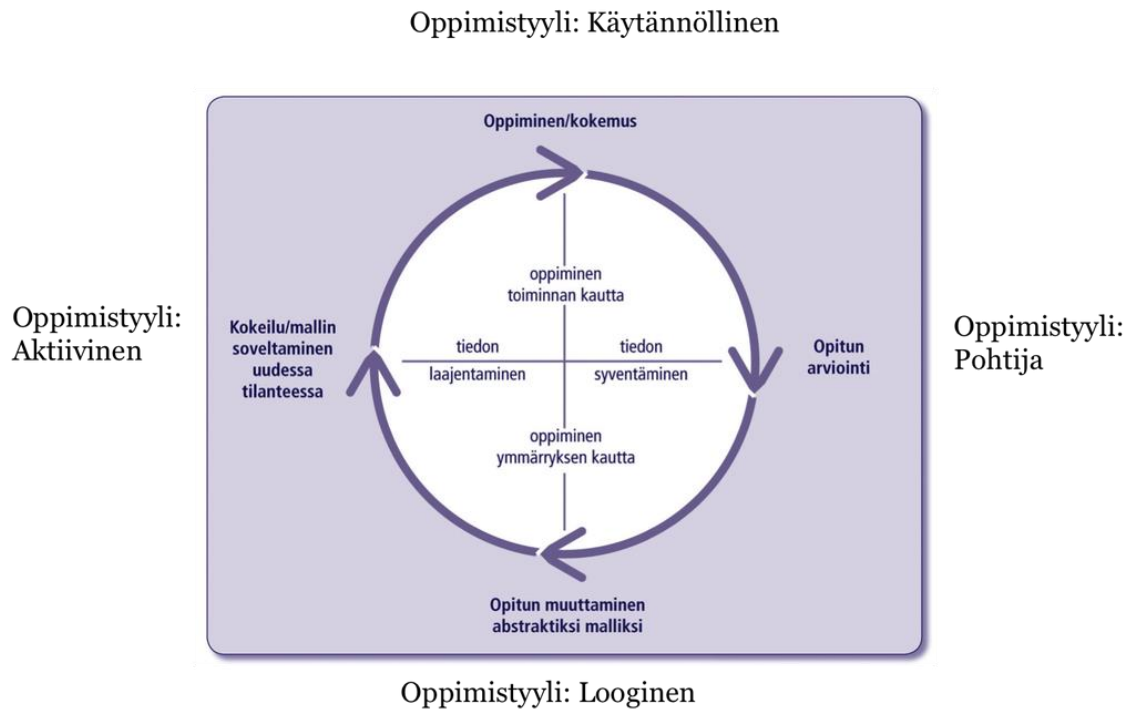 Oppimistyyli: Käytännöllinen
Oppiminen/kokemus
oppiminen
toiminnan kautta
Oppimistyyli:
Aktiivinen
Kokeilu/mallin
soveltaminen
uudessa
tilanteessa
tiedon
laajentaminen
tiedon
syventäminen
Opitun
arviointi
Oppimistyyli:
Pohtija
oppiminen
ymmärryksen kautta
Opitun muuttaminen
abstraktiksi malliksi
Oppimistyyli: Looginen